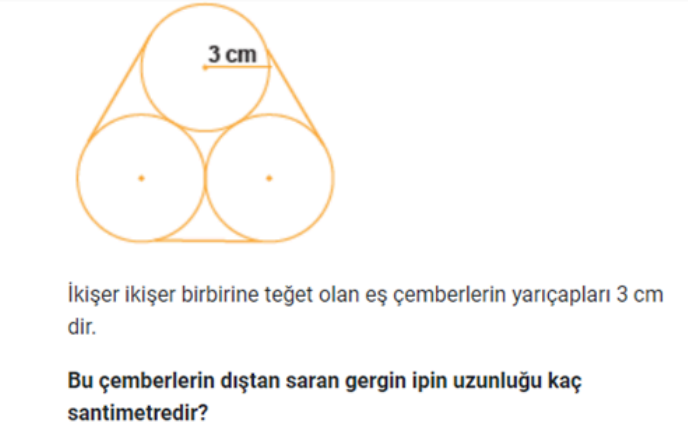 3 cm
İkişer ikişer birbirine teğet olan eş çemberlerin yarıçapları 3 cm
dir.
Bu çemberlerin dıştan saran gergin ipin uzunluğu kaç
santimetredir?